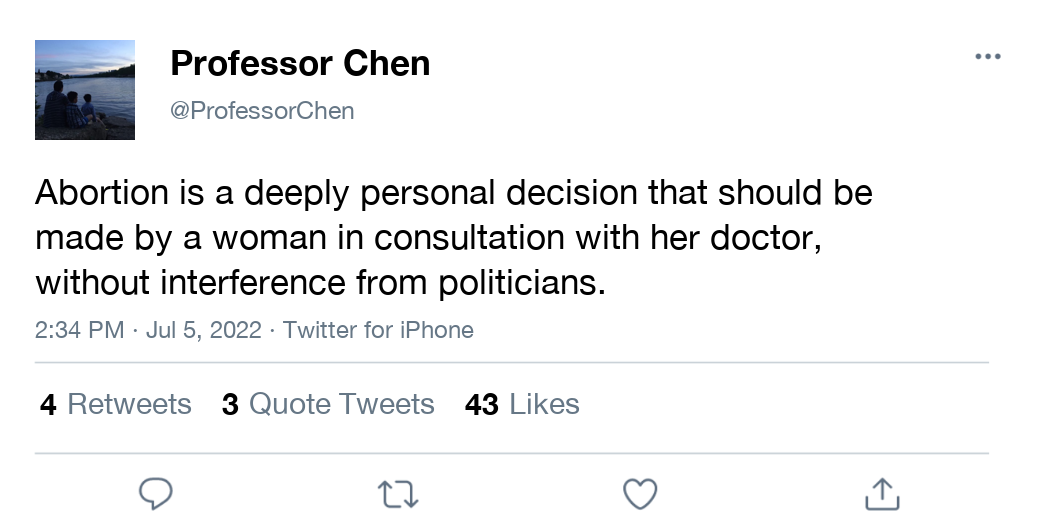 Professor Chen
@ProfessorChen
Abortion is a deeply personal decision that should be
made by a woman in consultation with her doctor,
without interference from politicians.
2:34 PM · Jul 5, 2022 · Twitter for iPhone
4 Retweets 3 Quote Tweets 43 Likes